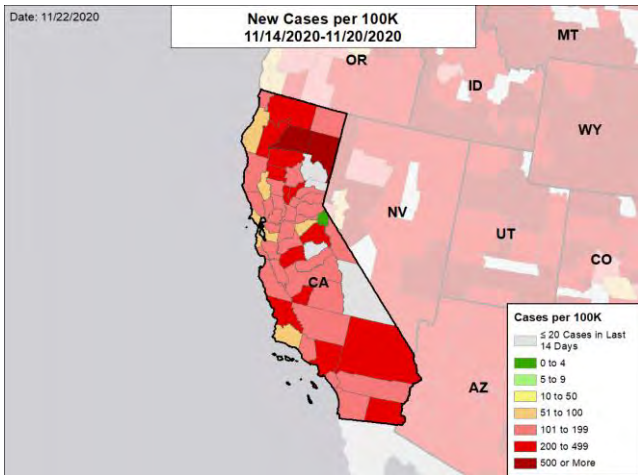 Date: 11/22/2020
New Cases per 100K
11/14/2020-11/20/2020
MT
OR
ID
WY
NV
UT
CO
CA
AZ
Cases per 100K
≤ 20 Cases in Last
14 Days
0 to 4
5 to 9
10 to 50
51 to 100
101 to 199
200 to 499
500 or More